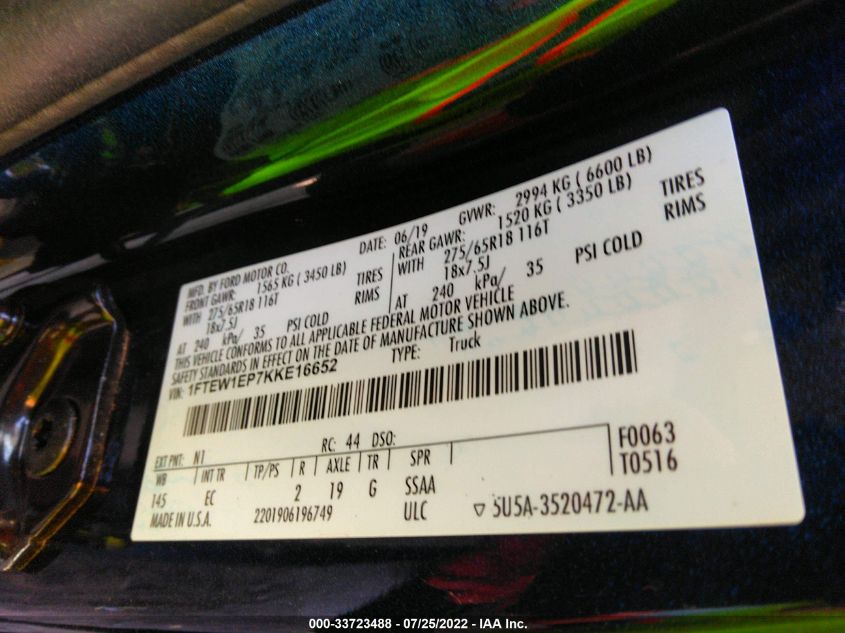 MFD. BY FORD MOTOR CO.
DATE: 06/19
GVWR: 2994 KG ( 6600 LB)
FRONT GAWR: 1565 KG ( 3450 LB)
REAR GAWR: 1520 KG ( 3350 LB)
WITH 275/65R18 116T TIRES
WITH 275/65R18 116T TIRES
18x7.5J RIMS
18x7.5J RIMS
AT 240 kPa/ 35 PSI COLD
AT 240 kPa/ 35 PSI COLD
THIS VEHICLE CONFORMS TO ALL APPLICABLE FEDERAL MOTOR VEHICLE
SAFETY STANDARDS IN EFFECT ON THE DATE OF MANUFACTURE SHOWN ABOVE.
VIN: 1FTEW1EP7KKE16652
TYPE: Truck
EXT PNT: N1 RC: 44 DSO:
F0063
WB INT TR TP/PS R AXLE TR SPR
T0516
145 EC 2 19 G SSAA
MADE IN U.S.A. 2201906196749 ULC ▽ 5U5A-3520472-AA
000-33723488 - 07/25/2022 - IAA Inc.